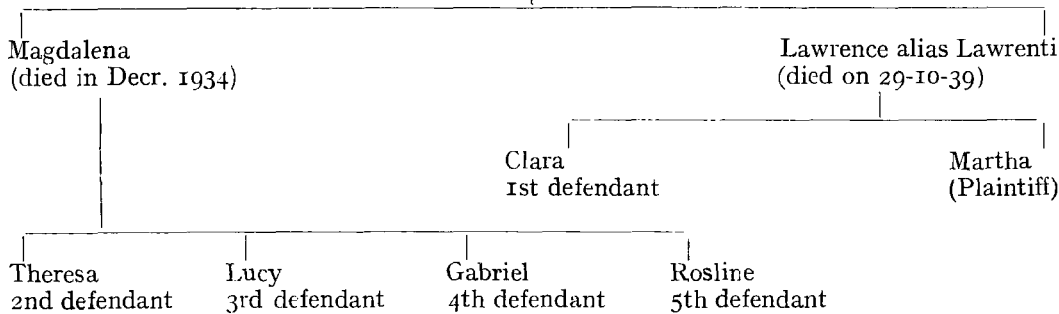 Magdalena
(died in Decr. 1934)
Lawrence alias Lawrenti
(died on 29-10-39)
Clara
1st defendant
Martha
(Plaintiff)
Theresa
2nd defendant
Lucy
3rd defendant
Gabriel
4th defendant
Rosline
5th defendant